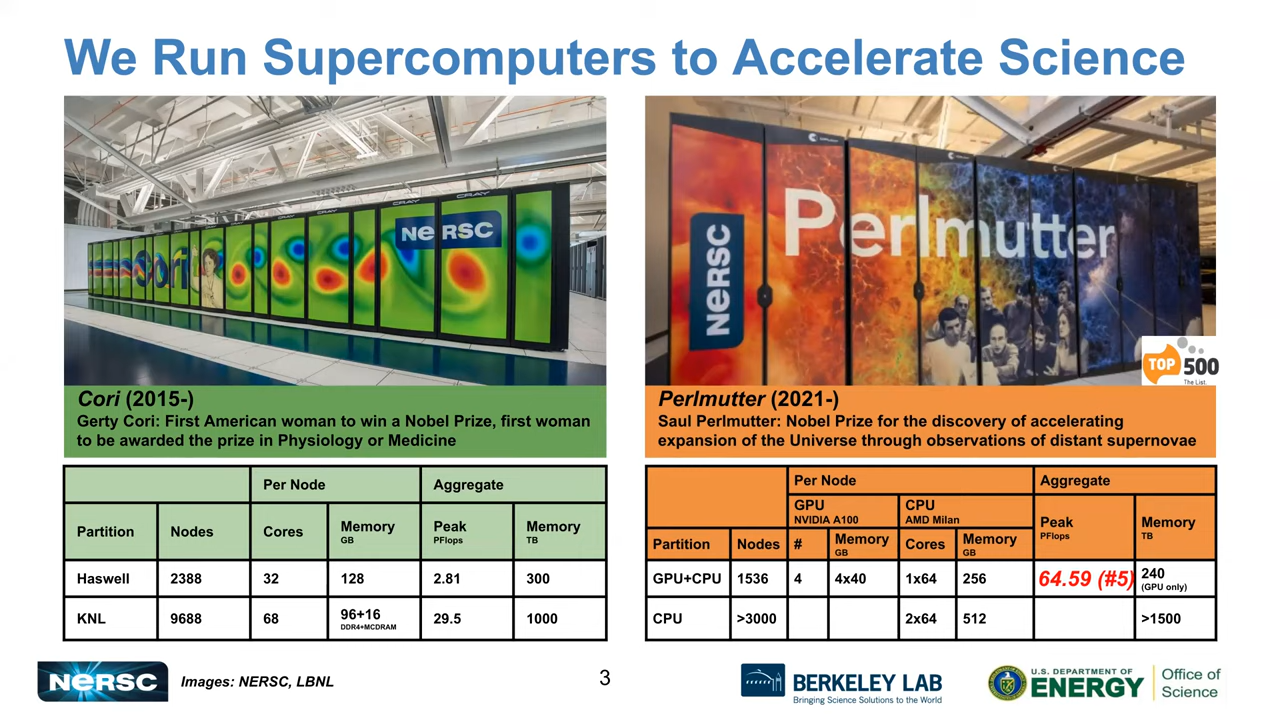 We Run Supercomputers to Accelerate Science
CRAY
CRAY
CRAY
Cori
NERSC
NERSC
Perlmutter
TOP 500
The List.
Cori (2015-)
Gerty Cori: First American woman to win a Nobel Prize, first woman
to be awarded the prize in Physiology or Medicine
Perlmutter (2021-)
Saul Perlmutter: Nobel Prize for the discovery of accelerating
expansion of the Universe through observations of distant supernovae
Per Node Aggregate
Partition Nodes Cores Memory GB Peak PFlops Memory TB
Haswell 2388 32 128 2.81 300
KNL 9688 68 96+16 DDR4+MCDRAM 29.5 1000
Per Node Aggregate
GPU NVIDIA A100 CPU AMD Milan Peak PFlops Memory TB
Partition Nodes # Memory GB Cores Memory GB
GPU+CPU 1536 4 4x40 1x64 256 64.59 (#5) 240 (GPU only)
CPU >3000 2x64 512 >1500
NERSC
Images: NERSC, LBNL
3
BERKELEY LAB
Bringing Science Solutions to the World
U.S. DEPARTMENT OF
ENERGY
Office of
Science